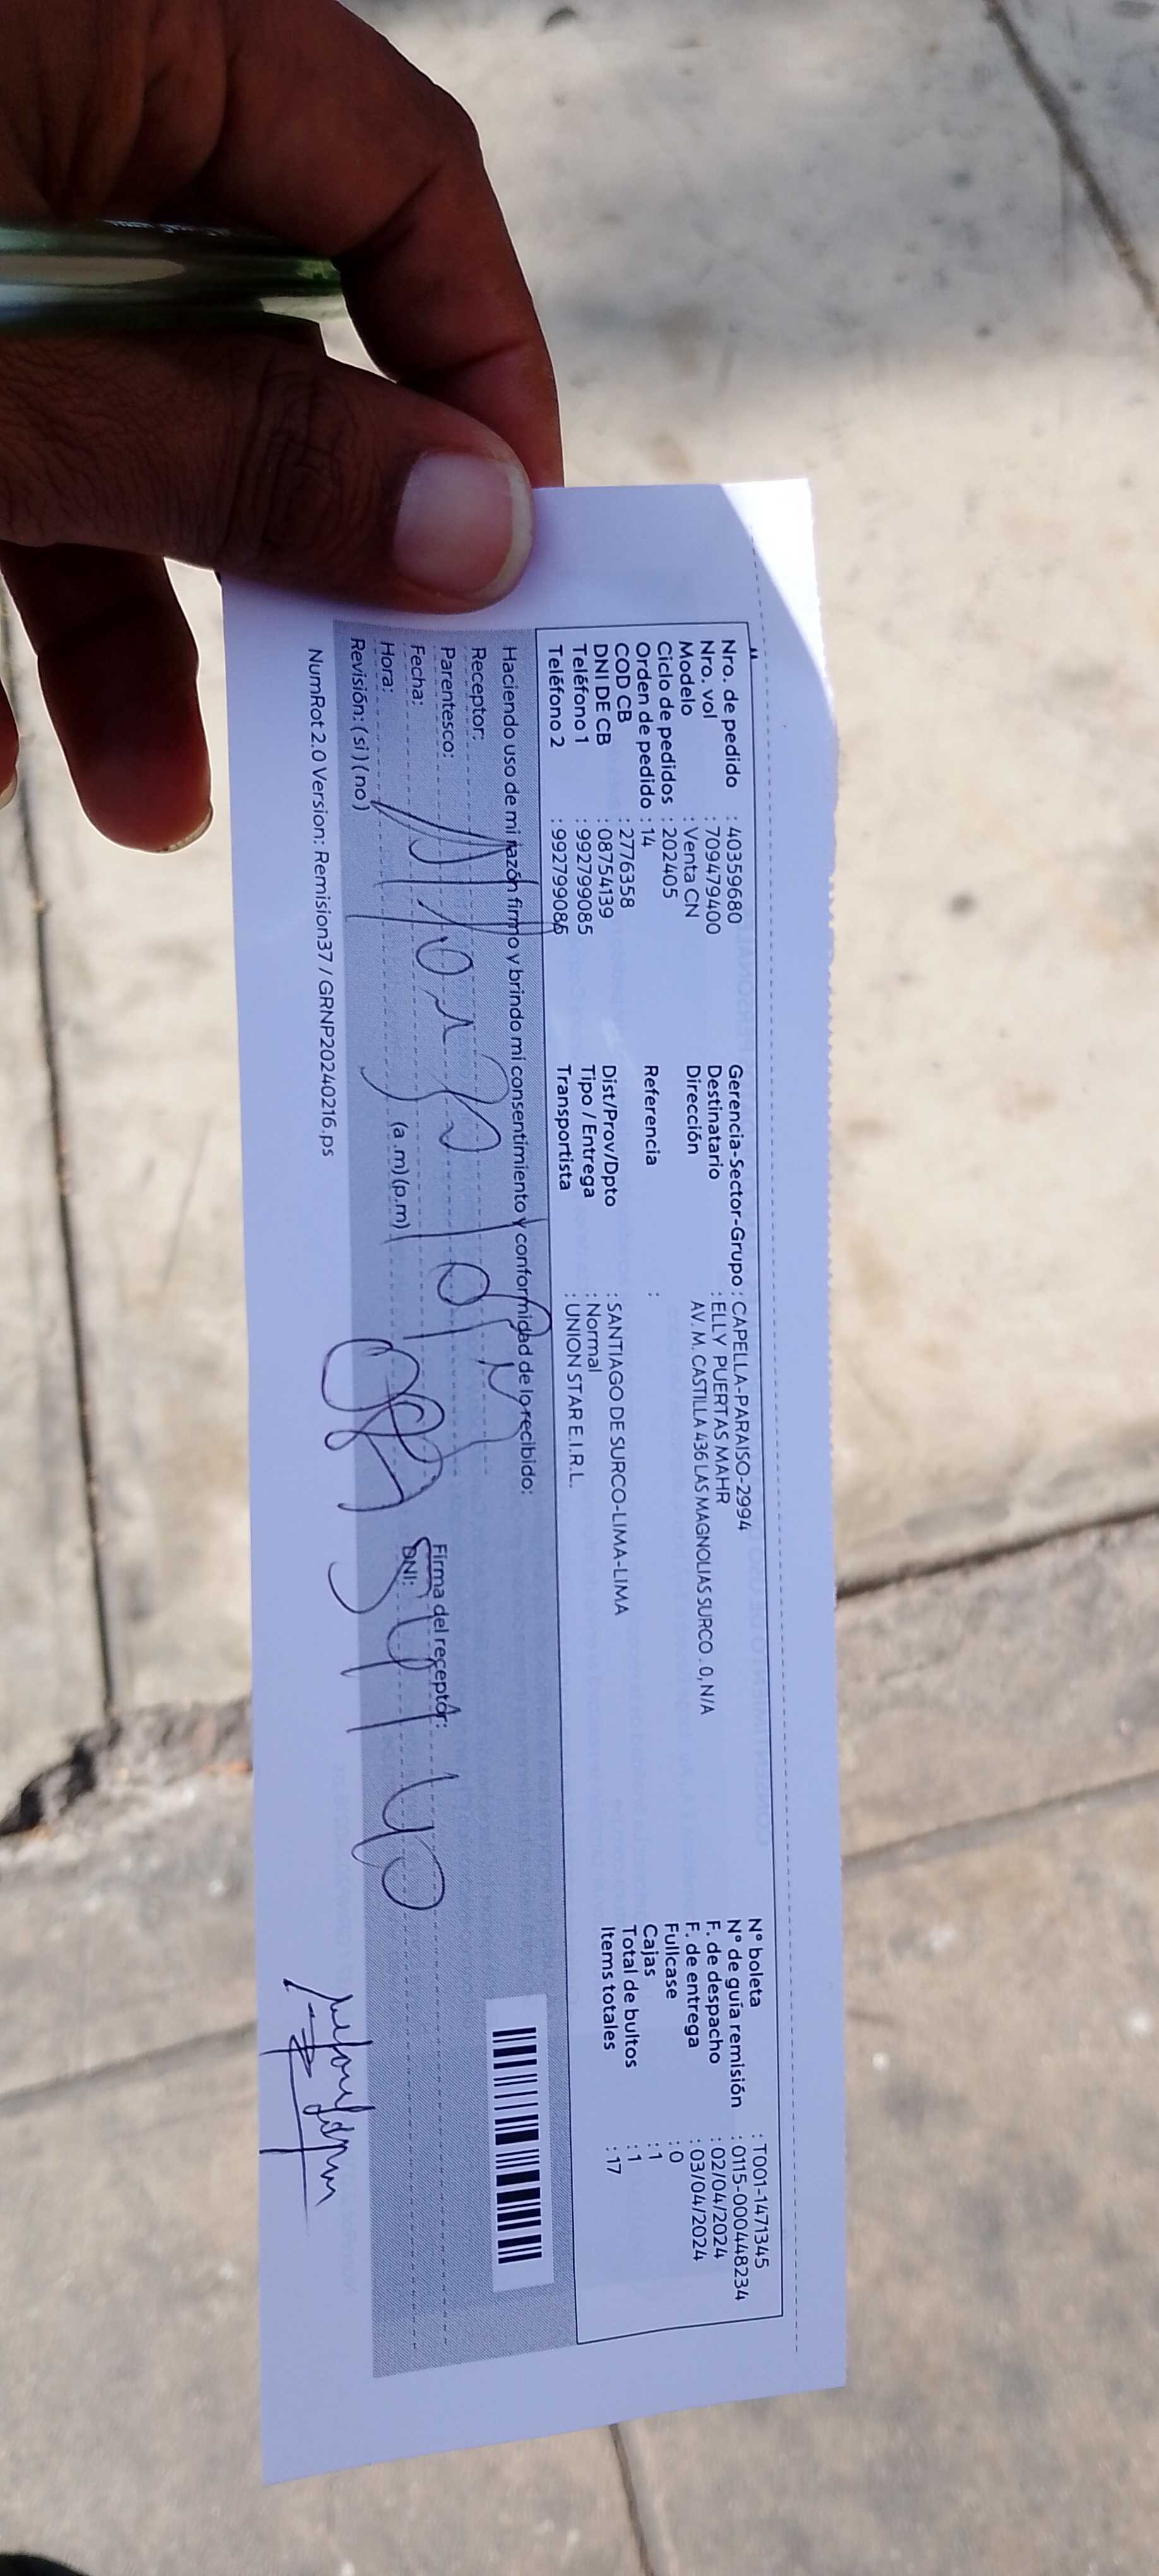 Nro. de pedido : 40359680
Nro. vol : 709479400
Modelo : Venta CN
Ciclo de pedidos : 202405
Orden de pedido : 14
COD CB : 2776358
DNI DE CB : 08754139
Teléfono 1 : 992799085
Teléfono 2 : 992799085
Gerencia-Sector-Grupo : CAPELLA-PARAISO-2994
Destinatario : ELLY PUERTAS MAHR
Dirección AV. M. CASTILLA 436 LAS MAGNOLIAS SURCO . 0, N/A
Referencia :
Dist/Prov/Dpto : SANTIAGO DE SURCO-LIMA-LIMA
Tipo / Entrega : Normal
Transportista : UNION STAR E.I.R.L.
N° boleta : T001-1471345
N° de guía remisión : 0115-000448234
F. de despacho : 02/04/2024
F. de entrega : 03/04/2024
Fullcase : 0
Cajas : 1
Total de bultos : 1
Items totales : 17
Haciendo uso de mi razón firmo y brindo mi consentimiento y conformidad de lo recibido:
Receptor:
Parentesco:
Fecha:
Hora: (a.m)(p.m)
Revisión: (si)(no)
Firma del receptor:
DNI:
NumRot 2.0 Version: Remision37 / GRNP20240216.ps